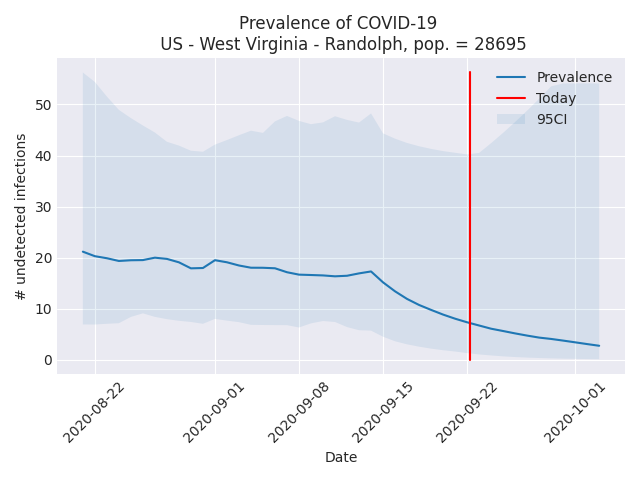 Prevalence of COVID-19
US - West Virginia - Randolph, pop. = 28695
Prevalence
Today
95CI
# undetected infections
50
40
30
20
10
0
2020-08-22
2020-09-01
2020-09-08
2020-09-15
2020-09-22
2020-10-01
Date